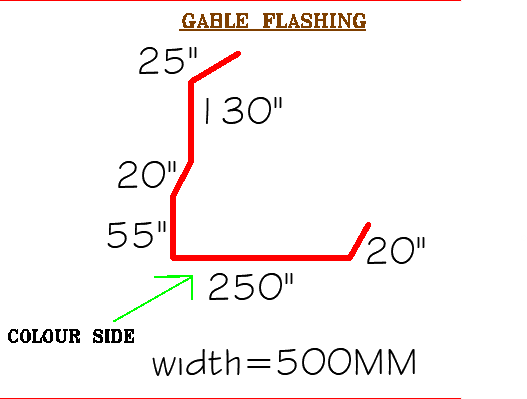 GABLE FLASHING
25"
130"
20"
55"
20"
250"
COLOUR SIDE
width=500MM